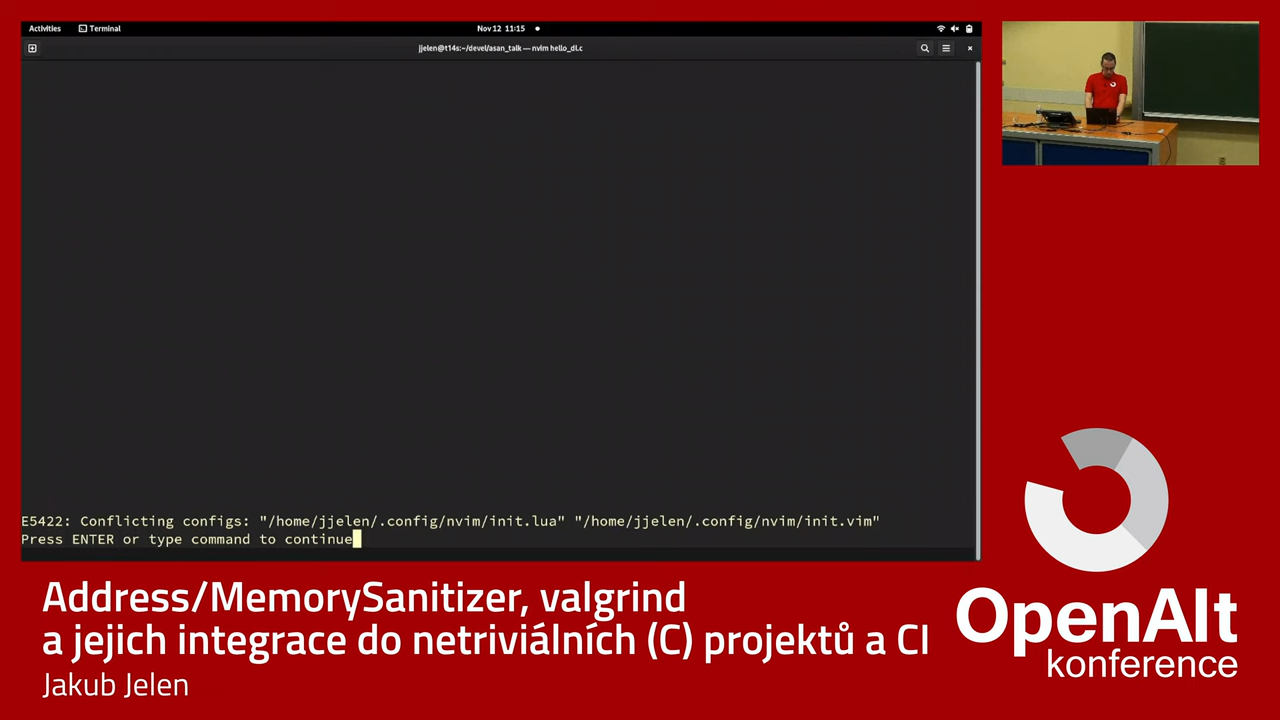 Activities
Terminal
Nov 12 11:15
jjelen@t14s:~/devel/asan_talk — nvim hello_dl.c
E5422: Conflicting configs: "/home/jjelen/.config/nvim/init.lua" "/home/jjelen/.config/nvim/init.vim"
Press ENTER or type command to continue
Address/MemorySanitizer, valgrind
a jejich integrace do netriviálních (C) projektů a CI
Jakub Jelen
OpenAlt
konference